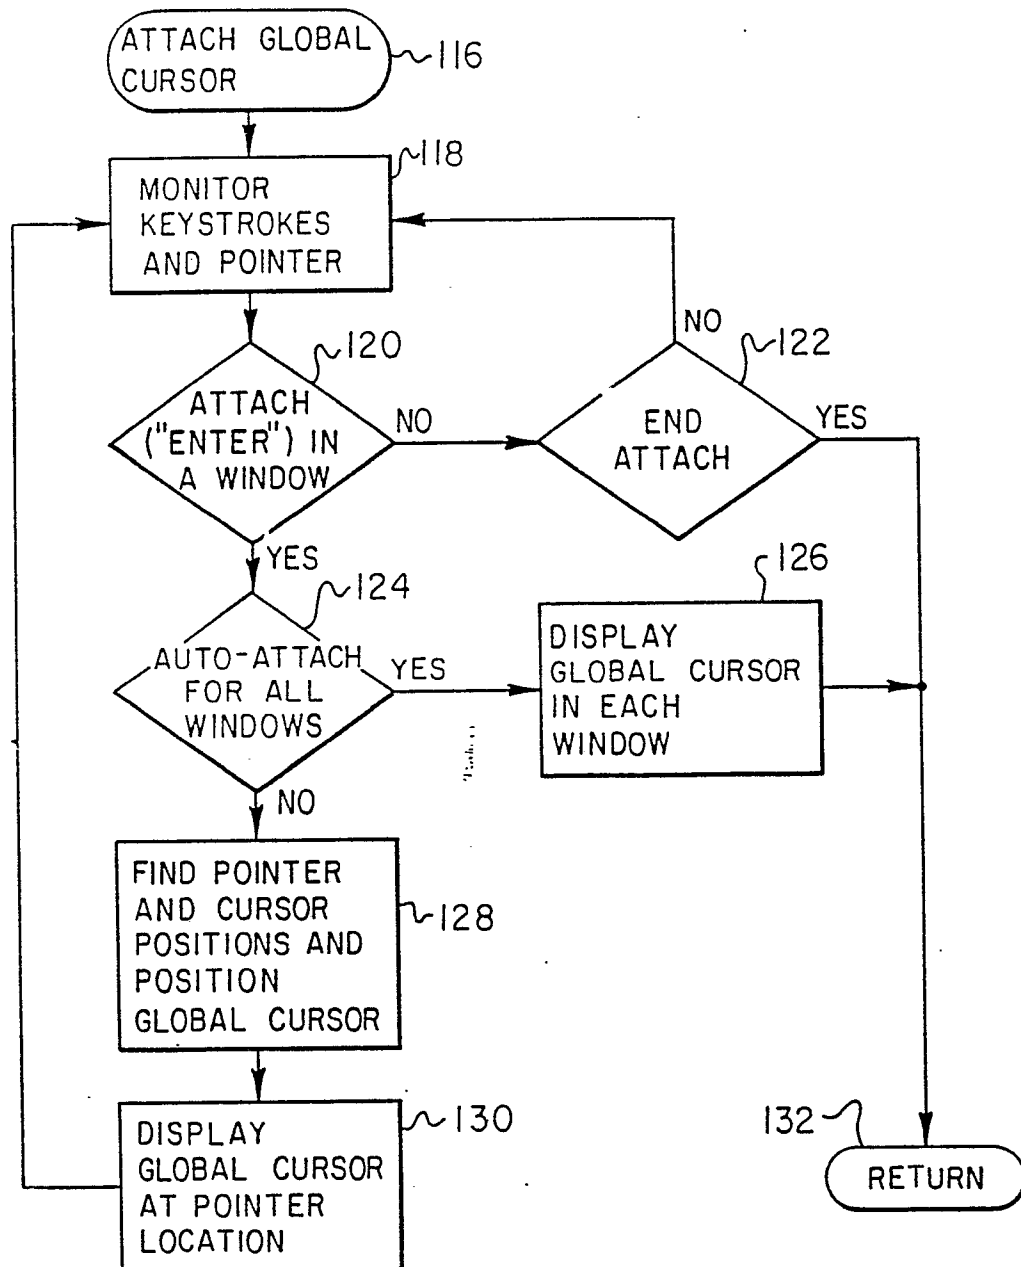 ATTACH GLOBAL
CURSOR
116
118
MONITOR
KEYSTROKES
AND POINTER
NO
120
122
ATTACH
("ENTER") IN
A WINDOW
NO
END
ATTACH
YES
YES
124
126
AUTO-ATTACH
FOR ALL
WINDOWS
YES
DISPLAY
GLOBAL CURSOR
IN EACH
WINDOW
NO
FIND POINTER
AND CURSOR
POSITIONS AND
POSITION
GLOBAL CURSOR
128
130
DISPLAY
GLOBAL CURSOR
AT POINTER
LOCATION
132
RETURN